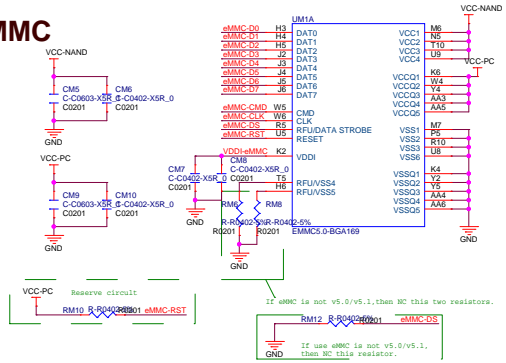 MMC
VCC-NAND
CM5
C-C0603-X5R_0
C0201
CM6
C-C0402-X5R_0
C0201
GND
VCC-PC
CM9
C-C0603-X5R_0
C0201
CM10
C-C0402-X5R_0
C0201
GND
UM1A
eMMC-D0 H3 DAT0
eMMC-D1 H4 DAT1
eMMC-D2 H5 DAT2
eMMC-D3 J2 DAT3
eMMC-D4 J3 DAT4
eMMC-D5 J4 DAT5
eMMC-D6 J5 DAT6
eMMC-D7 J6 DAT7
eMMC-CMD W5 CMD
eMMC-CLK W6 CLK
eMMC-DS R5 RFU/DATA STROBE
eMMC-RST U5 RESET
VDDI-eMMC K2 VDDI
T5 RFU/VSS4
H6 RFU/VSS5
EMMC5.0-BGA169
VCC-NAND
VCC1 M6
VCC2 N5
VCC3 T10
VCC4 U9
VCC-PC
VCCQ1 K6
VCCQ2 W4
VCCQ3 Y4
VCCQ4 AA3
VCCQ5 AA5
VSS1 M7
VSS2 P5
VSS3 R10
VSS6 U8
VSSQ1 K4
VSSQ2 Y2
VSSQ3 Y5
VSSQ4 AA4
VSSQ5 AA6
GND
CM7
C-C0402-X5R_0
C0201
CM8
C-C0402-X5R_0
C0201
GND
RM6
R-R0402-5%
R0201
RM8
R-R0402-5%
R0201
GND
Reserve circuit
VCC-PC
RM10 R-R0402-5% R0201 eMMC-RST
If eMMC is not v5.0/v5.1,then NC this two resistors.
RM12 R-R0402-5% R0201 eMMC-DS
GND
If use eMMC is not v5.0/v5.1,
then NC this resistor.